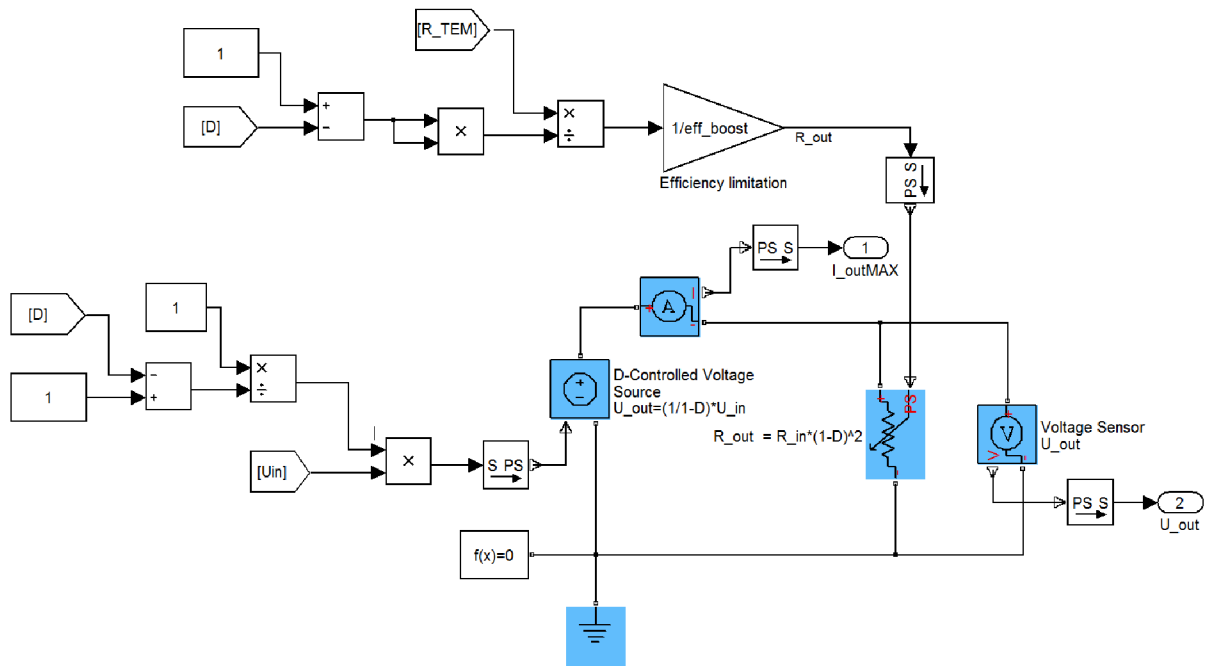 [R_TEM]
1
+
−
[D]
×
×
÷
1/eff_boost
R_out
Efficiency limitation
PS S
PS S
1
I_outMAX
[D]
1
×
÷
−
+
1
A
I
+
-
D-Controlled Voltage
Source
U_out=(1/1-D)*U_in
+
−
PS
+
-
R_out = R_in*(1-D)^2
V
+
-
V
Voltage Sensor
U_out
[Uin]
×
S PS
PS S
2
U_out
f(x)=0